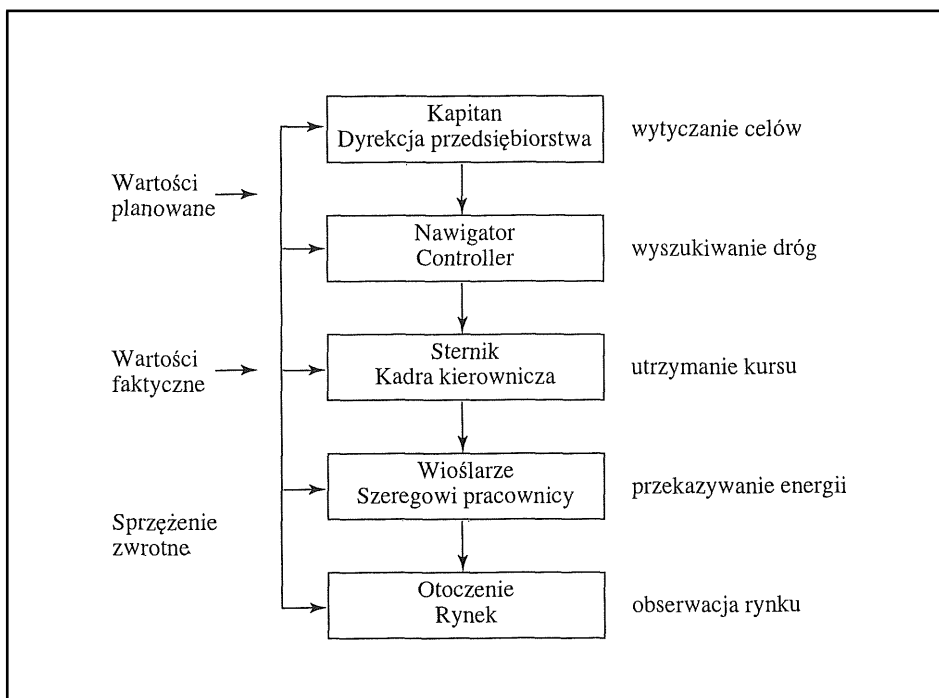 Kapitan
Dyrekcja przedsiębiorstwa
wytyczanie celów
Wartości
planowane
Nawigator
Controller
wyszukiwanie dróg
Wartości
faktyczne
Sternik
Kadra kierownicza
utrzymanie kursu
Wioślarze
Szeregowi pracownicy
przekazywanie energii
Sprzężenie
zwrotne
Otoczenie
Rynek
obserwacja rynku